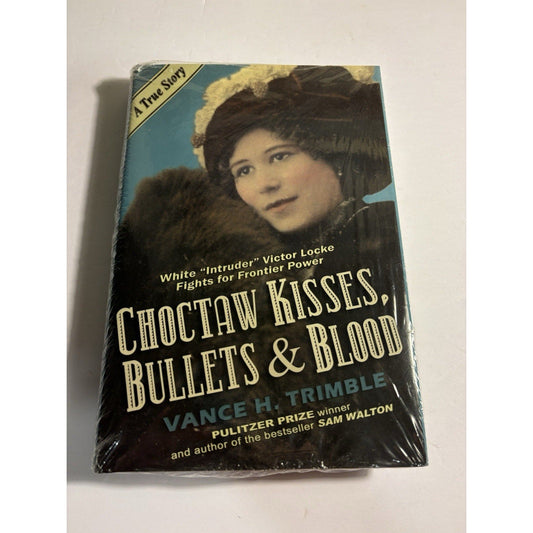 A True Story
White "Intruder" Victor Locke
Fights for Frontier Power
CHOCTAW KISSES,
BULLETS & BLOOD
VANCE H. TRIMBLE
PULITZER PRIZE winner
and author of the bestseller SAM WALTON